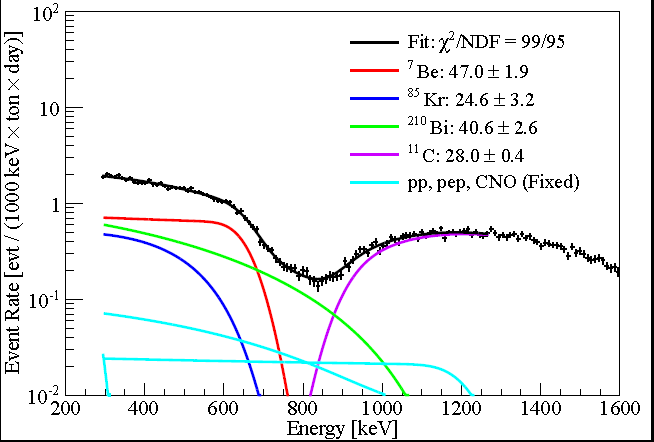 Event Rate [evt / (1000 keV × ton × day)]
10²
10
1
10⁻¹
10⁻²
Fit: χ²/NDF = 99/95
⁷Be: 47.0 ± 1.9
⁸⁵Kr: 24.6 ± 3.2
²¹⁰Bi: 40.6 ± 2.6
¹¹C: 28.0 ± 0.4
pp, pep, CNO (Fixed)
200 400 600 800 1000 1200 1400 1600
Energy [keV]